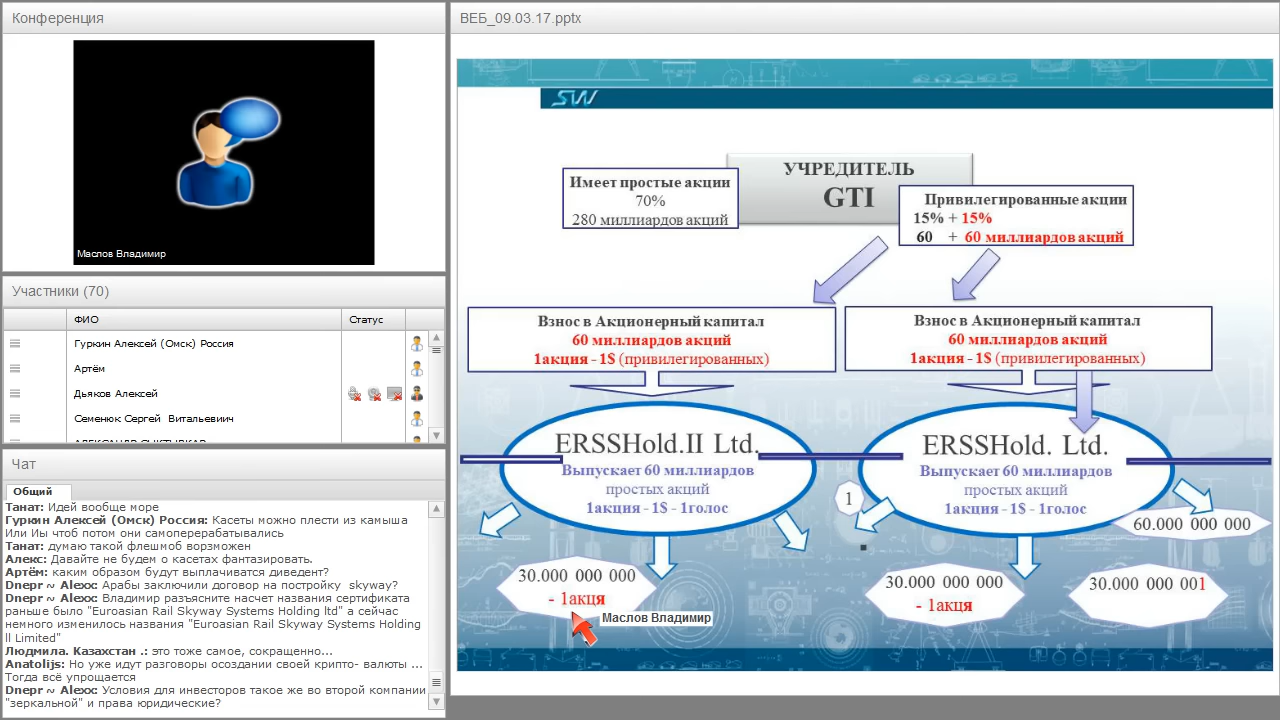 Конференция
Маслов Владимир
Участники (70)
ФИО Статус
Гуркин Алексей (Омск) Россия
Артём
Дьяков Алексей
Семенюк Сергей Витальевич
Чат
Общий
Танат: Идей вообще море
Гуркин Алексей (Омск) Россия: Касеты можно плести из камыша
Или Иы чтоб потом они самоперерабатывались
Танат: думаю такой флешмоб ворзможен
Алекс: Давайте не будем о касетах фантазировать.
Артём: каким образом будут выплачиватся диведент?
Dnepr ~ Alexx: Арабы заключили договор на постройку skyway?
Dnepr ~ Alexx: Владимир разъясните насчет названия сертификата
раньше было "Euroasian Rail Skyway Systems Holding ltd" а сейчас
немного изменилось названия "Euroasian Rail Skyway Systems Holding
ll Limited"
Людмила. Казахстан .: это тоже самое, сокращенно...
Anatolijs: Но уже идут разговоры осоздании своей крипто- валюты ...
Тогда всё упрощается
Dnepr ~ Alexx: Условия для инвесторов такое же во второй компании
"зеркальной" и права юридические?
ВЕБ_09.03.17.pptx
SW
УЧРЕДИТЕЛЬ
GTI
Имеет простые акции
70%
280 миллиардов акций
Привилегированные акции
15% + 15%
60 + 60 миллиардов акций
Взнос в Акционерный капитал
60 миллиардов акций
1акция - 1$ (привилегированных)
Взнос в Акционерный капитал
60 миллиардов акций
1акция - 1$ (привилегированных)
ERSSHold.II Ltd.
Выпускает 60 миллиардов
простых акций
1акция - 1$ - 1голос
ERSSHold. Ltd.
Выпускает 60 миллиардов
простых акций
1акция - 1$ - 1голос
1
60.000 000 000
30.000 000 000
- 1акця
Маслов Владимир
30.000 000 000
- 1акця
30.000 000 001